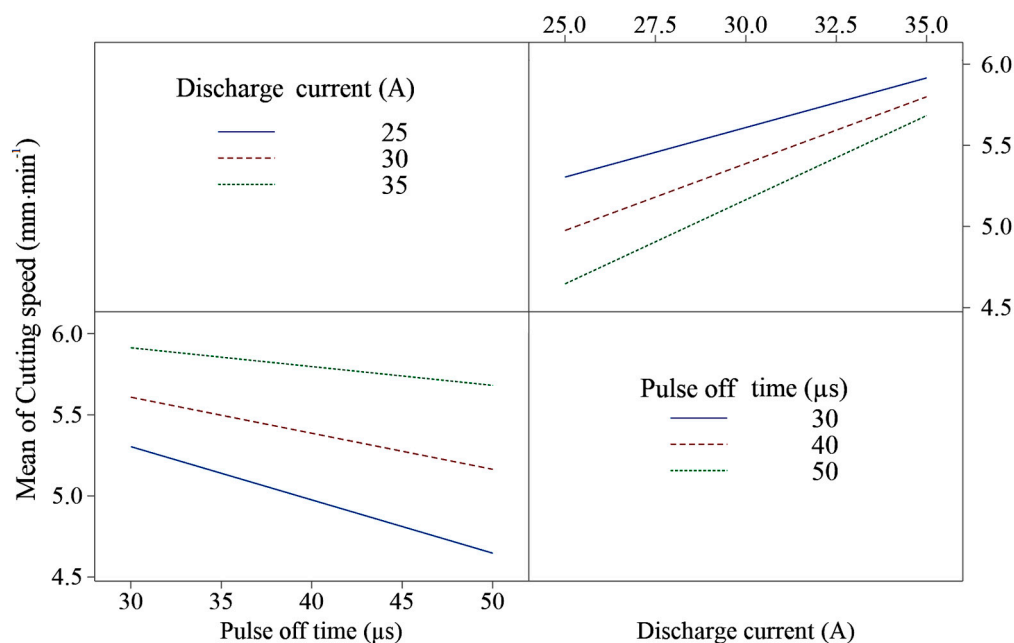 25.0 27.5 30.0 32.5 35.0
Discharge current (A)
25
30
35
6.0
5.5
5.0
4.5
Mean of Cutting speed (mm·min⁻¹)
6.0
5.5
5.0
4.5
Pulse off time (µs)
30
40
50
30 35 40 45 50
Pulse off time (µs)
Discharge current (A)